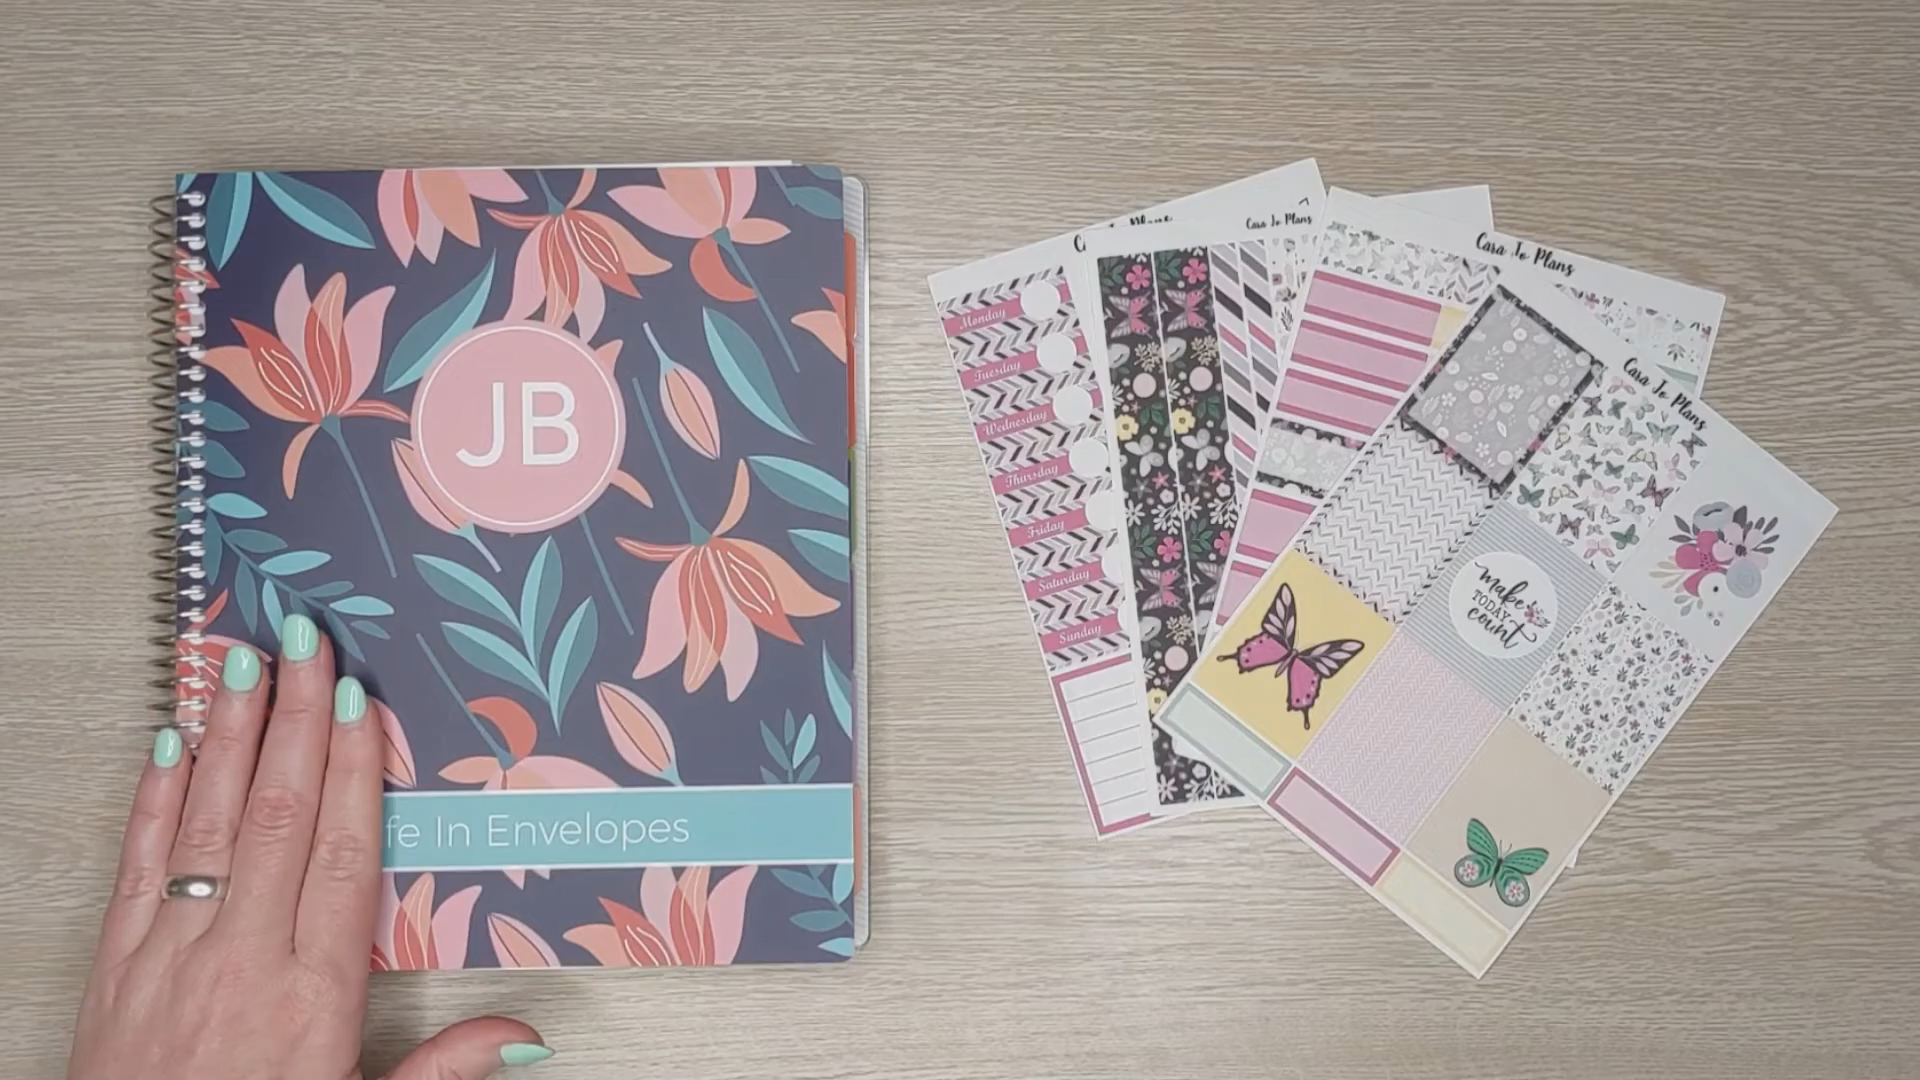 JB
fe In Envelopes
Plans
Cara Jo Plans
Cara Jo Plans
Cara Jo Plans
Monday
Tuesday
Wednesday
Thursday
Friday
Saturday
Sunday
make
TODAY
count